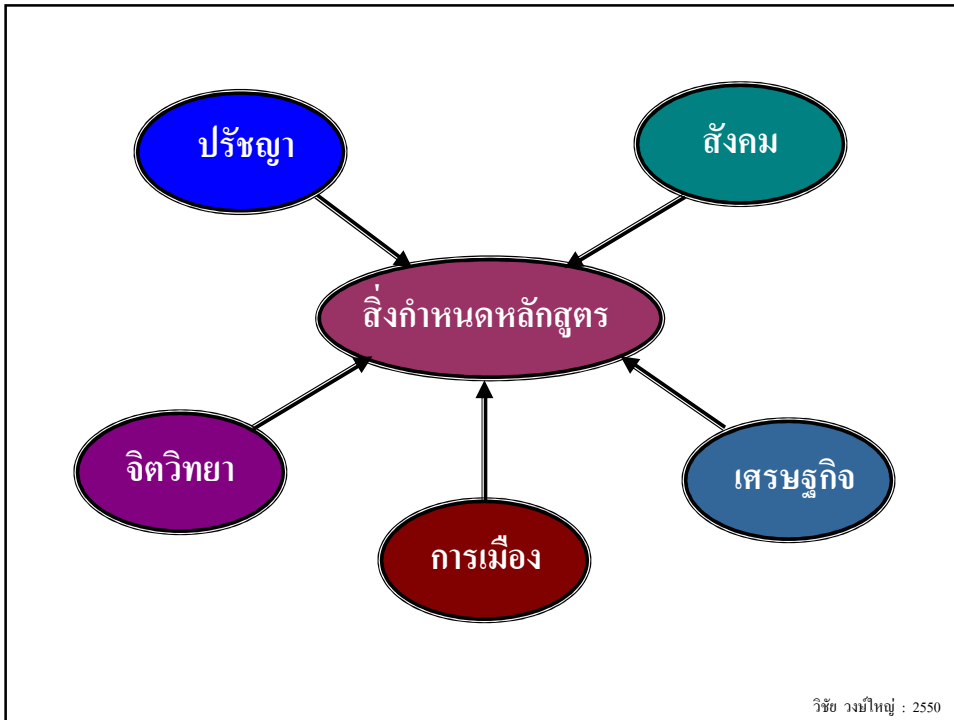 ปรัชญา
สังคม
สิ่งกำหนดหลักสูตร
จิตวิทยา
เศรษฐกิจ
การเมือง
วิชัย วงษ์ใหญ่ : 2550